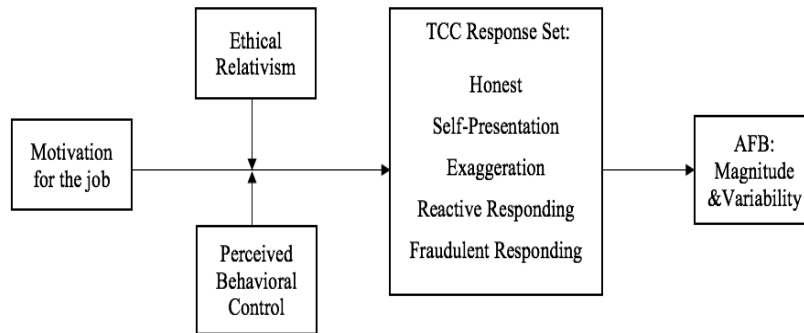 Motivation
for the job
Ethical
Relativism
Perceived
Behavioral
Control
TCC Response Set:
Honest
Self-Presentation
Exaggeration
Reactive Responding
Fraudulent Responding
AFB:
Magnitude
&Variability